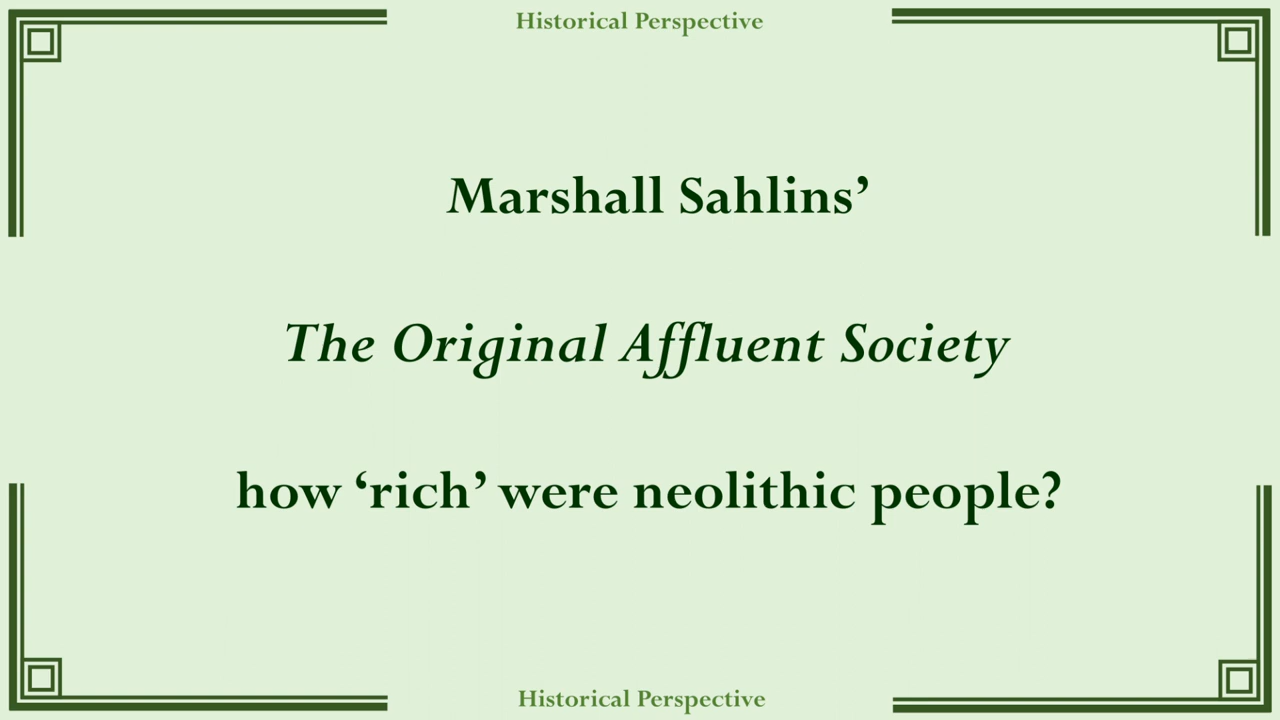 Historical Perspective
Marshall Sahlins’
The Original Affluent Society
how ‘rich’ were neolithic people?
Historical Perspective